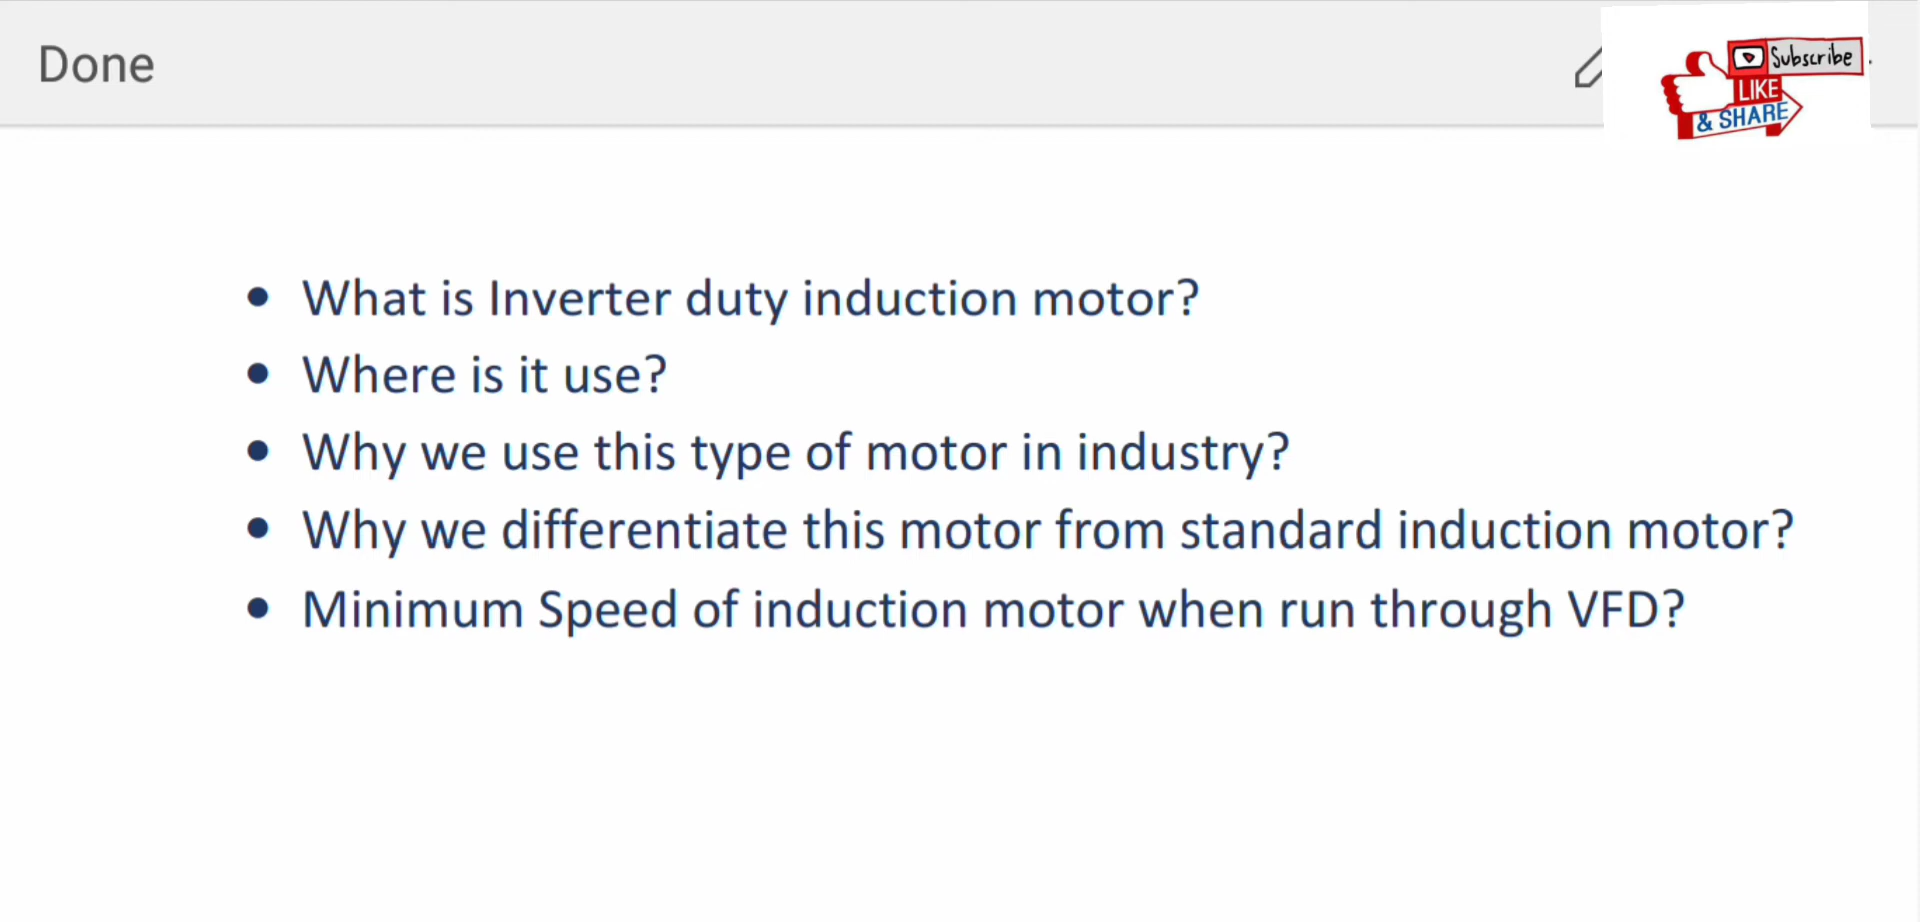 Done
Subscribe
LIKE
& SHARE
• What is Inverter duty induction motor?
• Where is it use?
• Why we use this type of motor in industry?
• Why we differentiate this motor from standard induction motor?
• Minimum Speed of induction motor when run through VFD?